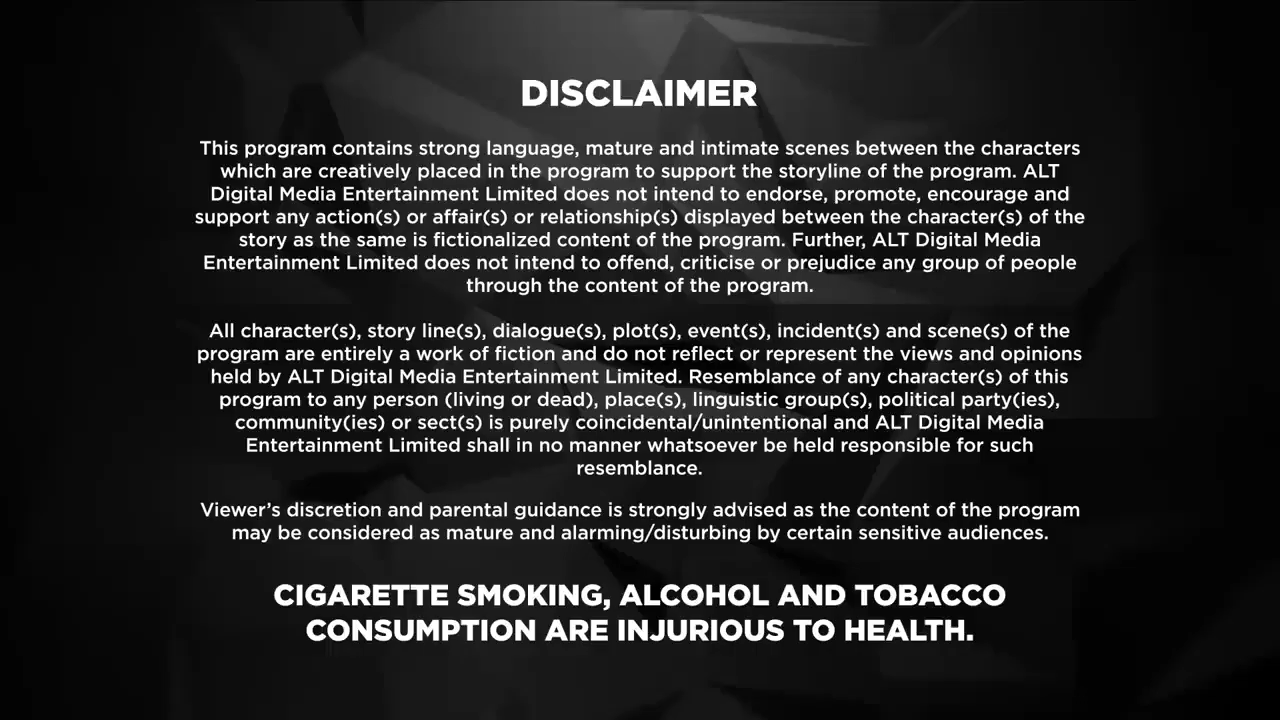 DISCLAIMER
This program contains strong language, mature and intimate scenes between the characters
which are creatively placed in the program to support the storyline of the program. ALT
Digital Media Entertainment Limited does not intend to endorse, promote, encourage and
support any action(s) or affair(s) or relationship(s) displayed between the character(s) of the
story as the same is fictionalized content of the program. Further, ALT Digital Media
Entertainment Limited does not intend to offend, criticise or prejudice any group of people
through the content of the program.
All character(s), story line(s), dialogue(s), plot(s), event(s), incident(s) and scene(s) of the
program are entirely a work of fiction and do not reflect or represent the views and opinions
held by ALT Digital Media Entertainment Limited. Resemblance of any character(s) of this
program to any person (living or dead), place(s), linguistic group(s), political party(ies),
community(ies) or sect(s) is purely coincidental/unintentional and ALT Digital Media
Entertainment Limited shall in no manner whatsoever be held responsible for such
resemblance.
Viewer's discretion and parental guidance is strongly advised as the content of the program
may be considered as mature and alarming/disturbing by certain sensitive audiences.
CIGARETTE SMOKING, ALCOHOL AND TOBACCO
CONSUMPTION ARE INJURIOUS TO HEALTH.